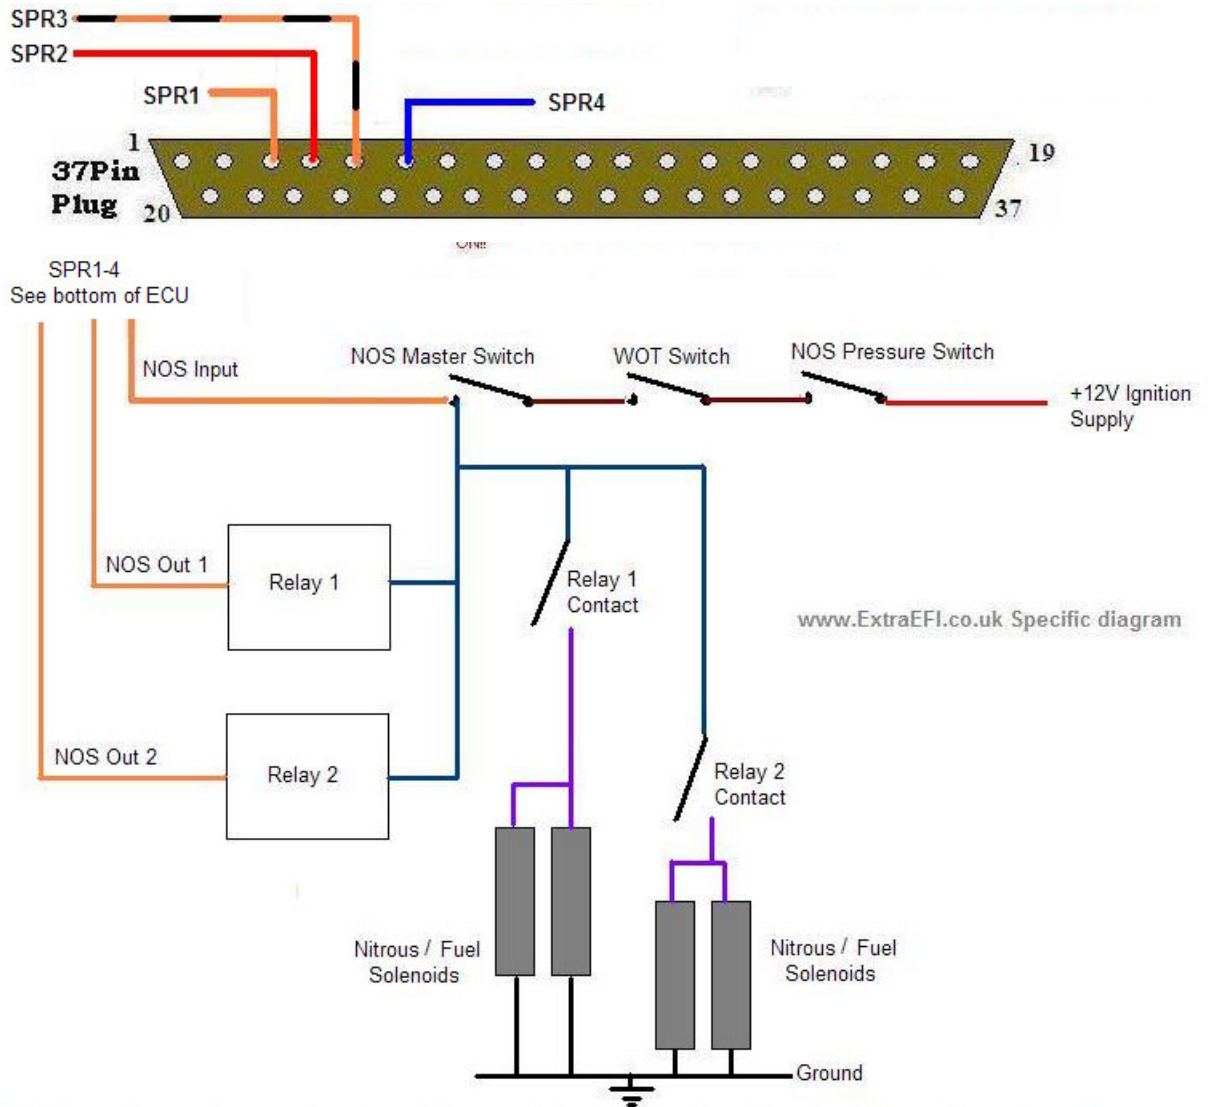 SPR3
SPR2
SPR1
SPR4
1
19
37Pin
Plug
20
37
ON!!
SPR1-4
See bottom of ECU
NOS Input
NOS Master Switch
WOT Switch
NOS Pressure Switch
+12V Ignition
Supply
NOS Out 1
Relay 1
Relay 1
Contact
www.ExtraEFI.co.uk Specific diagram
NOS Out 2
Relay 2
Relay 2
Contact
Nitrous / Fuel
Solenoids
Nitrous / Fuel
Solenoids
Ground